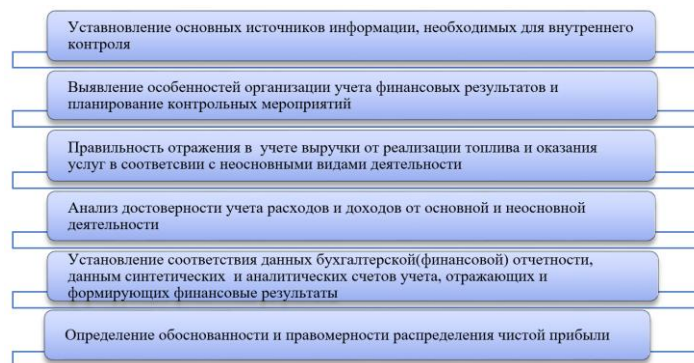 Уставновление основных источников информации, необходимых для внутреннего
контроля
Выявление особенностей организации учета финансовых результатов и
планирование контрольных мероприятий
Правильность отражения в учете выручки от реализации топлива и оказания
услуг в соответсвии с неосновными видами деятельности
Анализ достоверности учета расходов и доходов от основной и неосновной
деятельности
Установление соответствия данных бухгалтерской(финансовой) отчетности,
данным синтетических и аналитических счетов учета, отражающих и
формирующих финансовые результаты
Определение обоснованности и правомерности распределения чистой прибыли